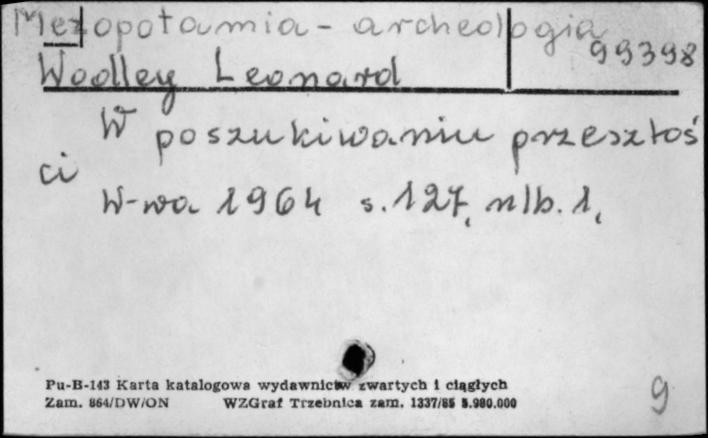 Mezopotamia - archeologia
99398
Woolley Leonard
W poszukiwaniu przeszłoś
ci
W-wa 1964 s. 127, nlb. 1,
Pu-B-143 Karta katalogowa wydawnictw zwartych i ciągłych
Zam. 864/DW/ON WZGraf Trzebnica zam. 1337/85 5.980.000
9